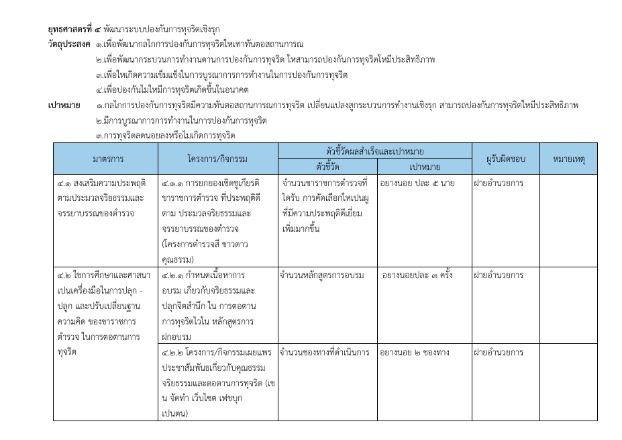 ยุทธศาสตร์ที่ ๔ พัฒนาระบบปองกันการทุจริตเชิงรุก
วัตถุประสงค ๑.เพื่อพัฒนากลไกการปองกันการทุจริตใหเทาทันตอสถานการณ
๒.เพื่อพัฒนากระบวนการทํางานดานการปองกันการทุจริต ใหสามารถปองกันการทุจริตใหมีประสิทธิภาพ
๓.เพื่อใหเกิดความเข็มแข็งในการบูรณาการการทํางานในการปองกันการทุจริต
๔.เพื่อปองกันไมใหมีการทุจริตเกิดขึ้นในอนาคต
เปาหมาย ๑.กลไกการปองกันการทุจริตมีความทันตอสถานการณการทุจริต เปลี่ยนแปลงสูกระบวนการทํางานเชิงรุก สามารถปองกันการทุจริตใหมีประสิทธิภาพ
๒.มีการบูรณาการการทํางานในการปองกันการทุจริต
๓.การทุจริตลดนอยลงหรือไมเกิดการทุจริต
มาตรการ โครงการ/กิจกรรม ตัวชี้วัดผลสําเร็จและเปาหมาย ผูรับผิดชอบ หมายเหตุ
ตัวชี้วัด เปาหมาย
๔.๑ สงเสริมความประพฤติ
ตามประมวลจริยธรรมและ
จรรยาบรรณของตํารวจ
๔.๑.๑ การยกยองเชิดชูเกียรติ
ขาราชการตํารวจ ที่ประพฤติดี
ตาม ประมวลจริยธรรมและ
จรรยาบรรณของตํารวจ
(โครงการตํารวจสี ขาวดาว
คุณธรรม)
จํานวนขาราชการตํารวจที่
ไดรับ การคัดเลือกใหเปนผู
ที่มีความประพฤติดีเยี่ยม
เพิ่มมากขึ้น
อยางนอย ปละ ๕ นาย
ฝายอํานวยการ
๔.๒ ใชการศึกษาและศาสนา
เปนเครื่องมือในการปลุก -
ปลูก และปรับเปลี่ยนฐาน
ความคิด ของขาราชการ
ตํารวจ ในการตอตานการ
ทุจริต
๔.๒.๑ กําหนดเนื้อหาการ
อบรม เกี่ยวกับจริยธรรมและ
ปลุกจิตสํานึก ใน การตอตาน
การทุจริตไวใน หลักสูตรการ
ฝกอบรม
จํานวนหลักสูตรการอบรม
อยางนอยปละ ๓ ครั้ง
ฝายอํานวยการ
๔.๒.๒ โครงการ/กิจกรรมเผยแพร
ประชาสัมพันธเกี่ยวกับคุณธรรม
จริยธรรมและตอตานการทุจริต (เช
น จัดทํา เว็บไซต เฟซบุก
เปนตน)
จํานวนชองทางที่ดําเนินการ
อยางนอย ๒ ชองทาง
ฝายอํานวยการ